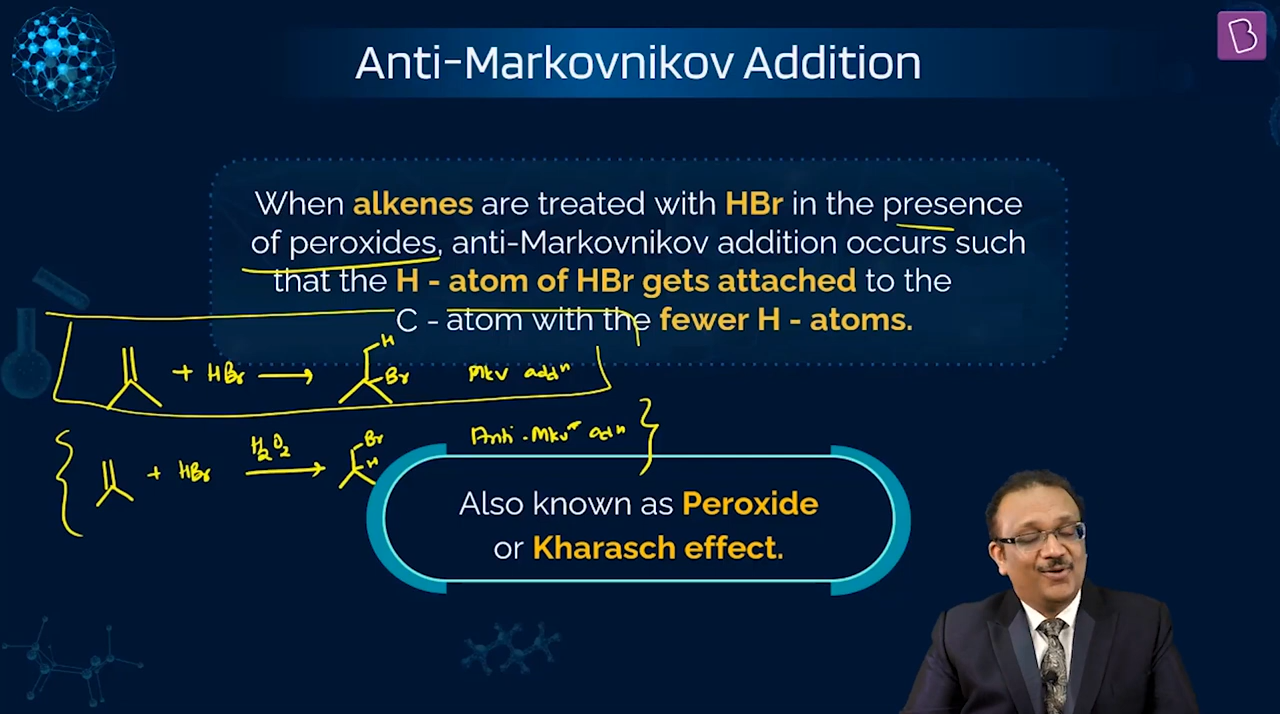 Anti-Markovnikov Addition
B
When alkenes are treated with HBr in the presence
of peroxides, anti-Markovnikov addition occurs such
that the H - atom of HBr gets attached to the
C - atom with the fewer H - atoms.
+ HBr ⟶ H Br Mkv addⁿ
+ HBr H₂O₂ ⟶ Br H Anti-Mkv adⁿ
Also known as Peroxide
or Kharasch effect.